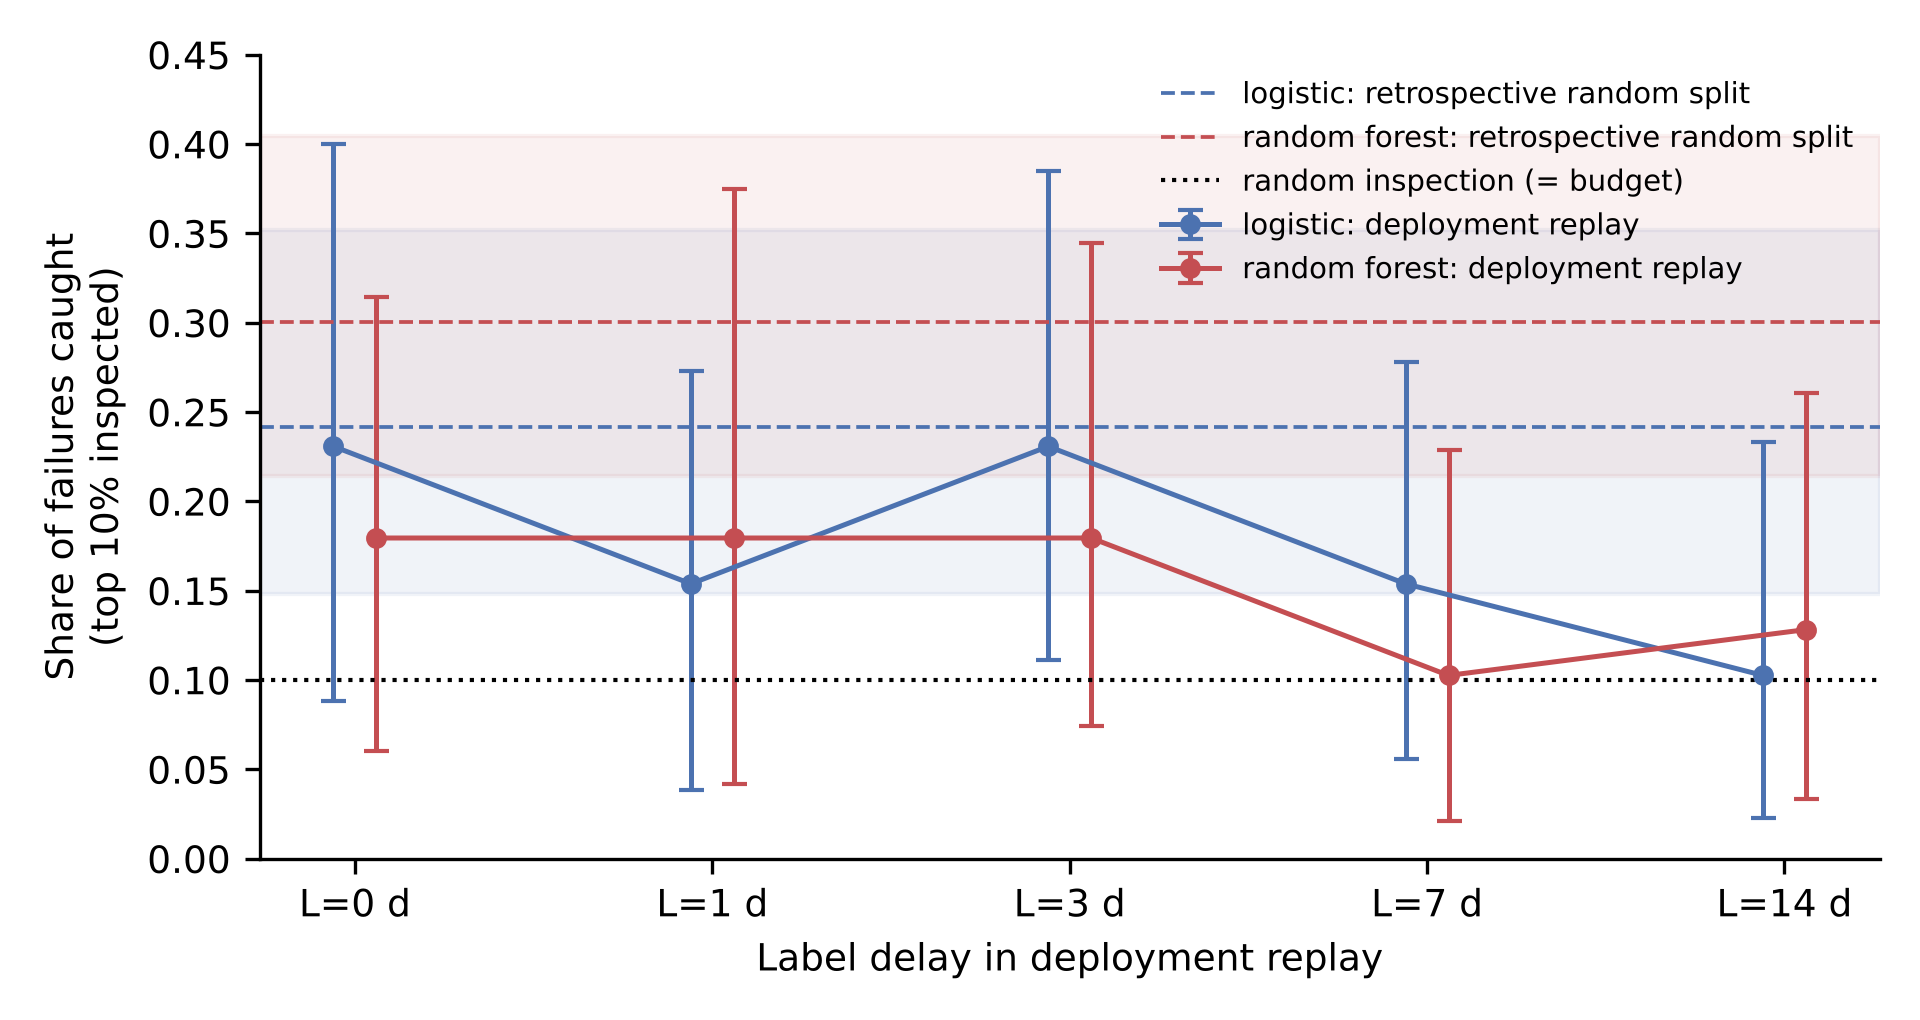 Share of failures caught
(top 10% inspected)
0.45
0.40
0.35
0.30
0.25
0.20
0.15
0.10
0.05
0.00
logistic: retrospective random split
random forest: retrospective random split
random inspection (= budget)
logistic: deployment replay
random forest: deployment replay
L=0 d
L=1 d
L=3 d
L=7 d
L=14 d
Label delay in deployment replay